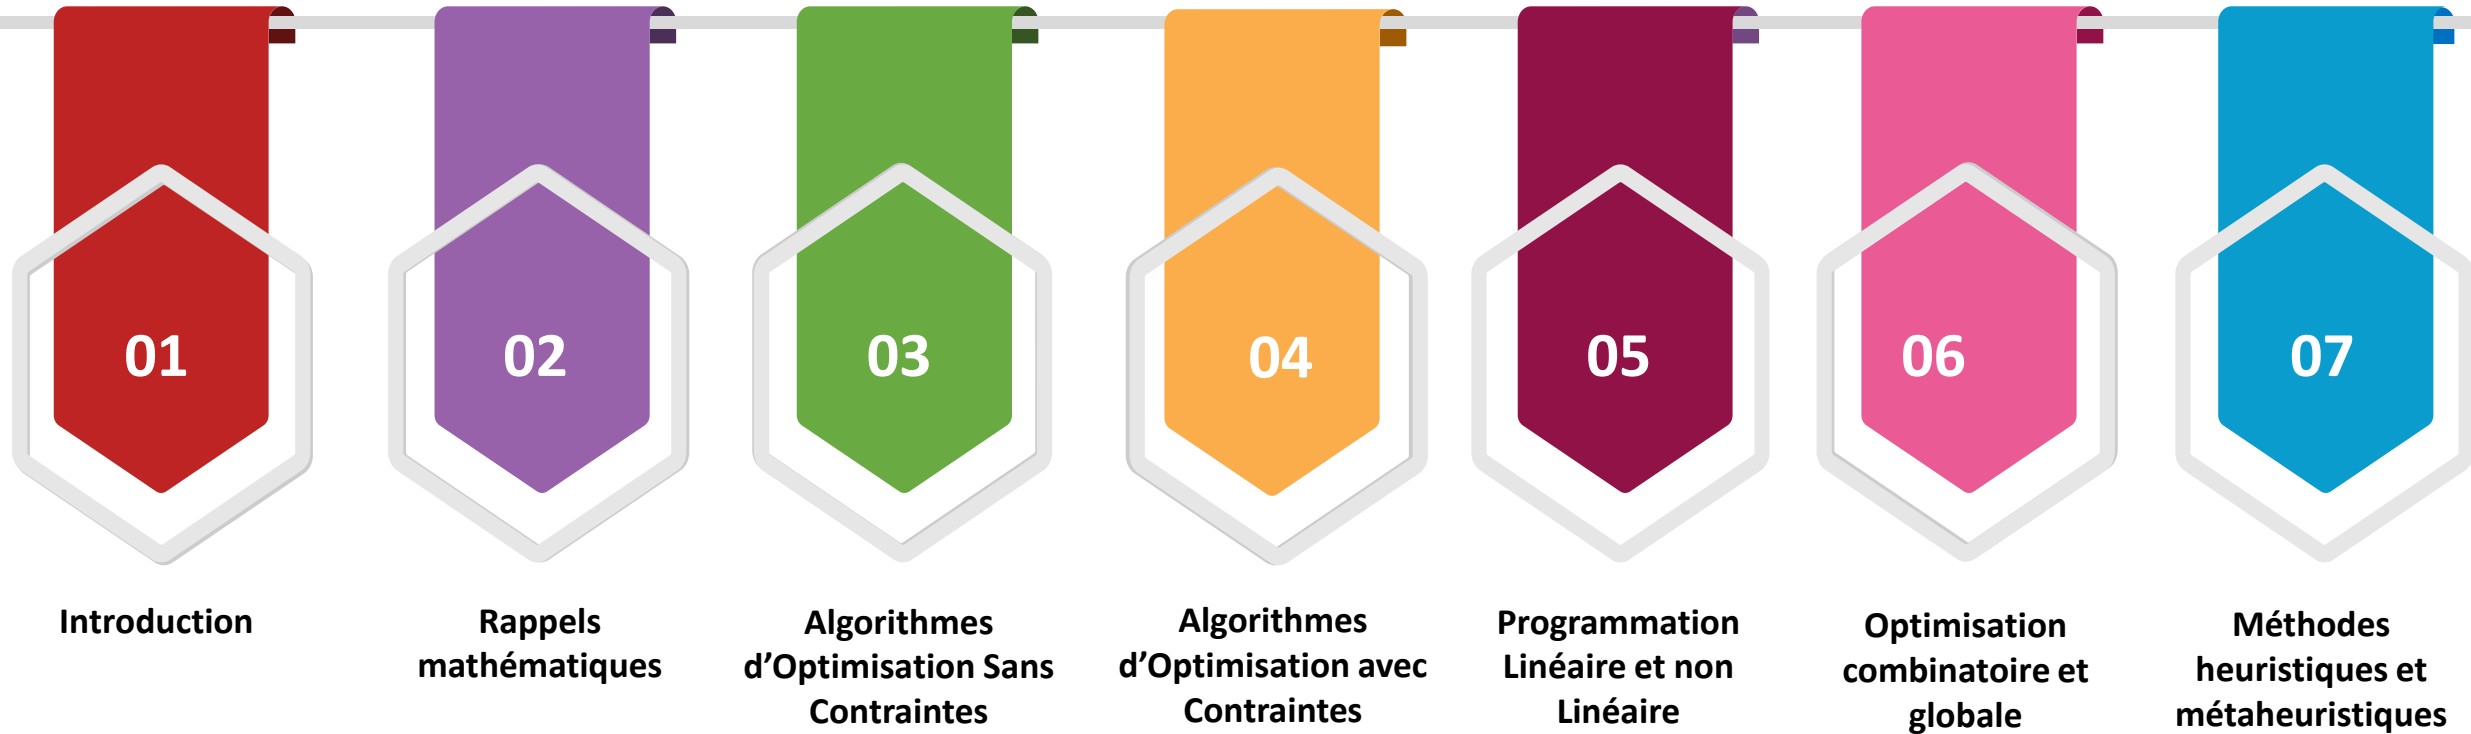 01
Introduction
02
Rappels
mathématiques
03
Algorithmes
d’Optimisation Sans
Contraintes
04
Algorithmes
d’Optimisation avec
Contraintes
05
Programmation
Linéaire et non
Linéaire
06
Optimisation
combinatoire et
globale
07
Méthodes
heuristiques et
métaheuristiques